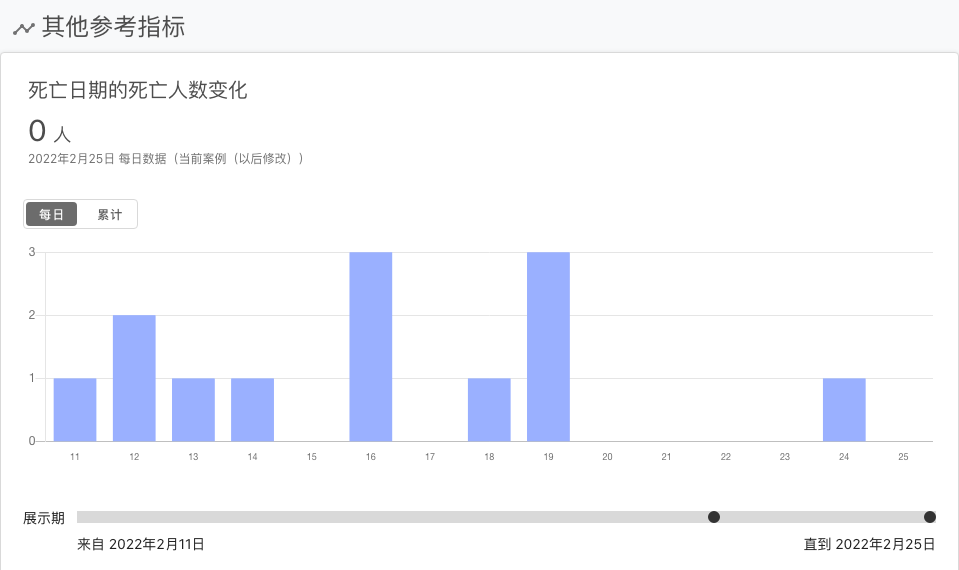 其他参考指标
死亡日期的死亡人数变化
0 人
2022年2月25日 每日数据（当前案例（以后修改））
每日 累计
3
2
1
0
11 12 13 14 15 16 17 18 19 20 21 22 23 24 25
展示期
来自 2022年2月11日 直到 2022年2月25日